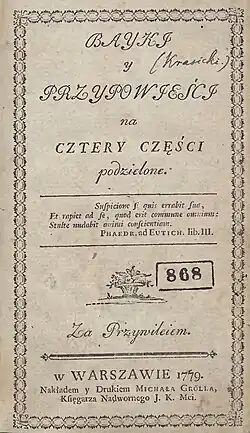 BAYKI
(Krasicki.)
y
PRZYPOWIEŚCI
na
CZTERY CZĘŚCI
podzielone.
Suspicione si quis errabit sua,
Et rapiet ad se, quod erit commune omnium:
Stulte nudabit animi conscientiam.
PHAEDR. ad EUTICH. lib. III.
868
Za Przywileiem.
W WARSZAWIE 1779.
Nakładem y Drukiem MICHAŁA GRÖLLA,
Księgarza Nadwornego J. K. Mci.